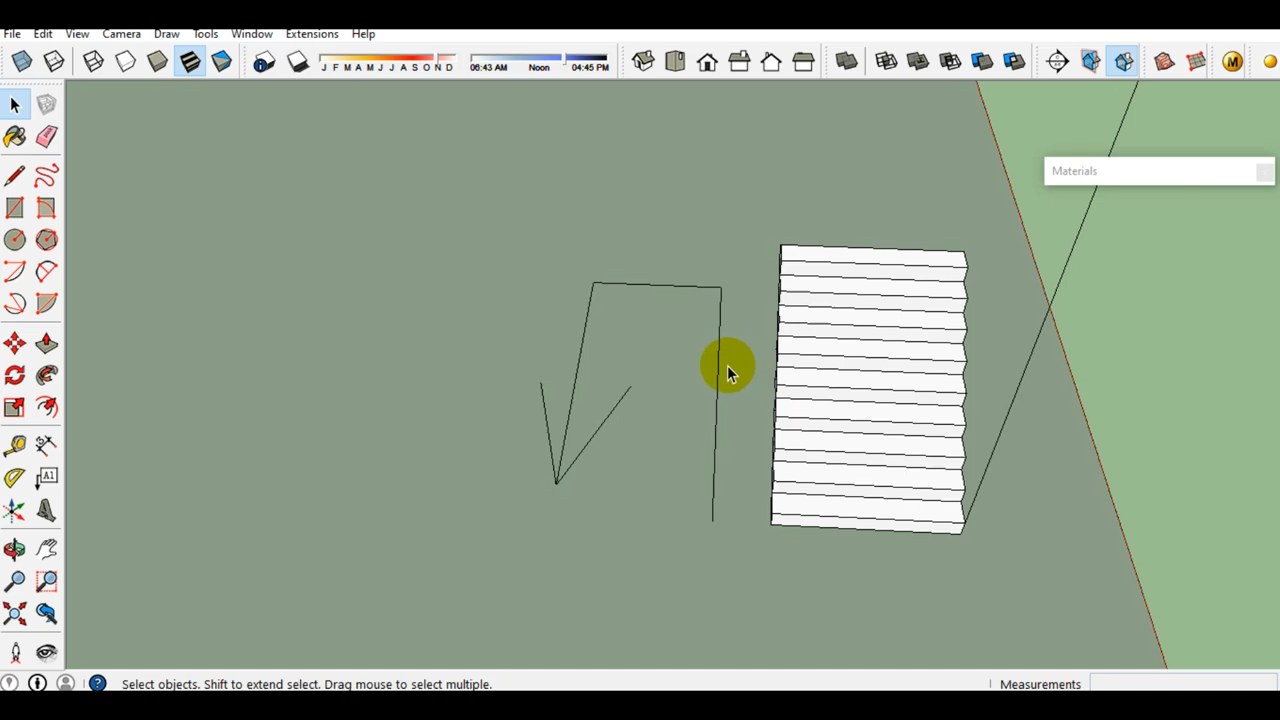 File Edit View Camera Draw Tools Window Extensions Help
J F M A M J J A S O N D 06:43 AM Noon 04:45 PM M
Materials
A1
Select objects. Shift to extend select. Drag mouse to select multiple. Measurements